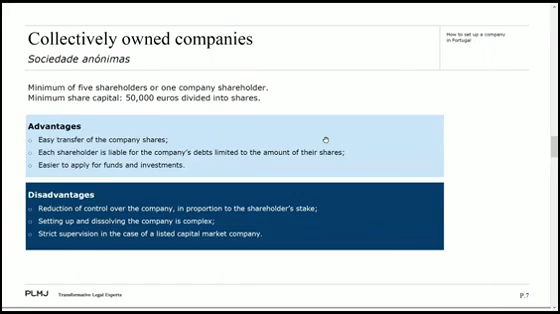 Collectively owned companies
How to set up a company
in Portugal
Sociedade anónimas
Minimum of five shareholders or one company shareholder.
Minimum share capital: 50,000 euros divided into shares.
Advantages
○ Easy transfer of the company shares;
○ Each shareholder is liable for the company's debts limited to the amount of their shares;
○ Easier to apply for funds and investments.
Disadvantages
○ Reduction of control over the company, in proportion to the shareholder's stake;
○ Setting up and dissolving the company is complex;
○ Strict supervision in the case of a listed capital market company.
PLMJ Transformative Legal Experts
P.7